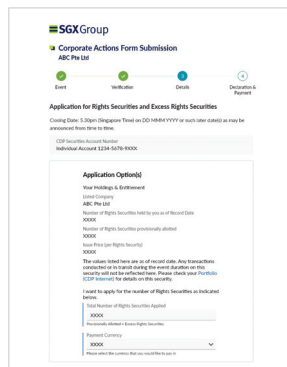 SGXGroup
Corporate Actions Form Submission
ABC Pte Ltd
3
4
Event
Verification
Details
Declaration &
Payment
Application for Rights Securities and Excess Rights Securities
Closing Date: 5.30pm (Singapore Time) on DD MMM YYYY or such later date(s) as may be
announced) from time to time.
CDP Securities Account Number
Individual Account 1234-5678-9XXX
Application Option(s)
Your Holdings & Entitlement
Listed Company
ABC Pte Ltd
Number of Rights Securities held by you as of Record Date
XXXX
Number of Rights Securities provisionally allotted
XXXX
Issue Price (per Rights Security)
XXXX
The values listed here are as of record date. Any transactions
conducted or in transit during the event duration on this
security will not be reflected here. Please check your Portfolio
(CDP Internet) for details on this security.
I want to apply for the number of Rights Securities as indicated
below.
Total Number of Rights Securities Applied
XXXX
Provisionally Allotted + Excess Rights Securities
Payment Currency
XXXX
Please select the currency that you would like to pay in